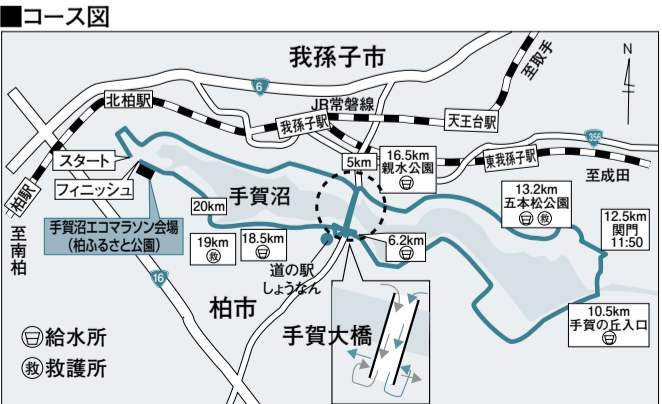 ■コース図
我孫子市
N
至取手
6
北柏駅
JR常磐線
我孫子駅
天王台駅
356
スタート
5km
16.5km
親水公園
東我孫子駅
至成田
フィニッシュ
柏駅
手賀沼
20km
13.2km
五本松公園
救
12.5km
関門
11:50
至南柏
手賀沼エコマラソン会場
(柏ふるさと公園)
19km
救
18.5km
6.2km
16
道の駅
しょうなん
柏市
手賀大橋
10.5km
手賀の丘入口
給水所
救 救護所